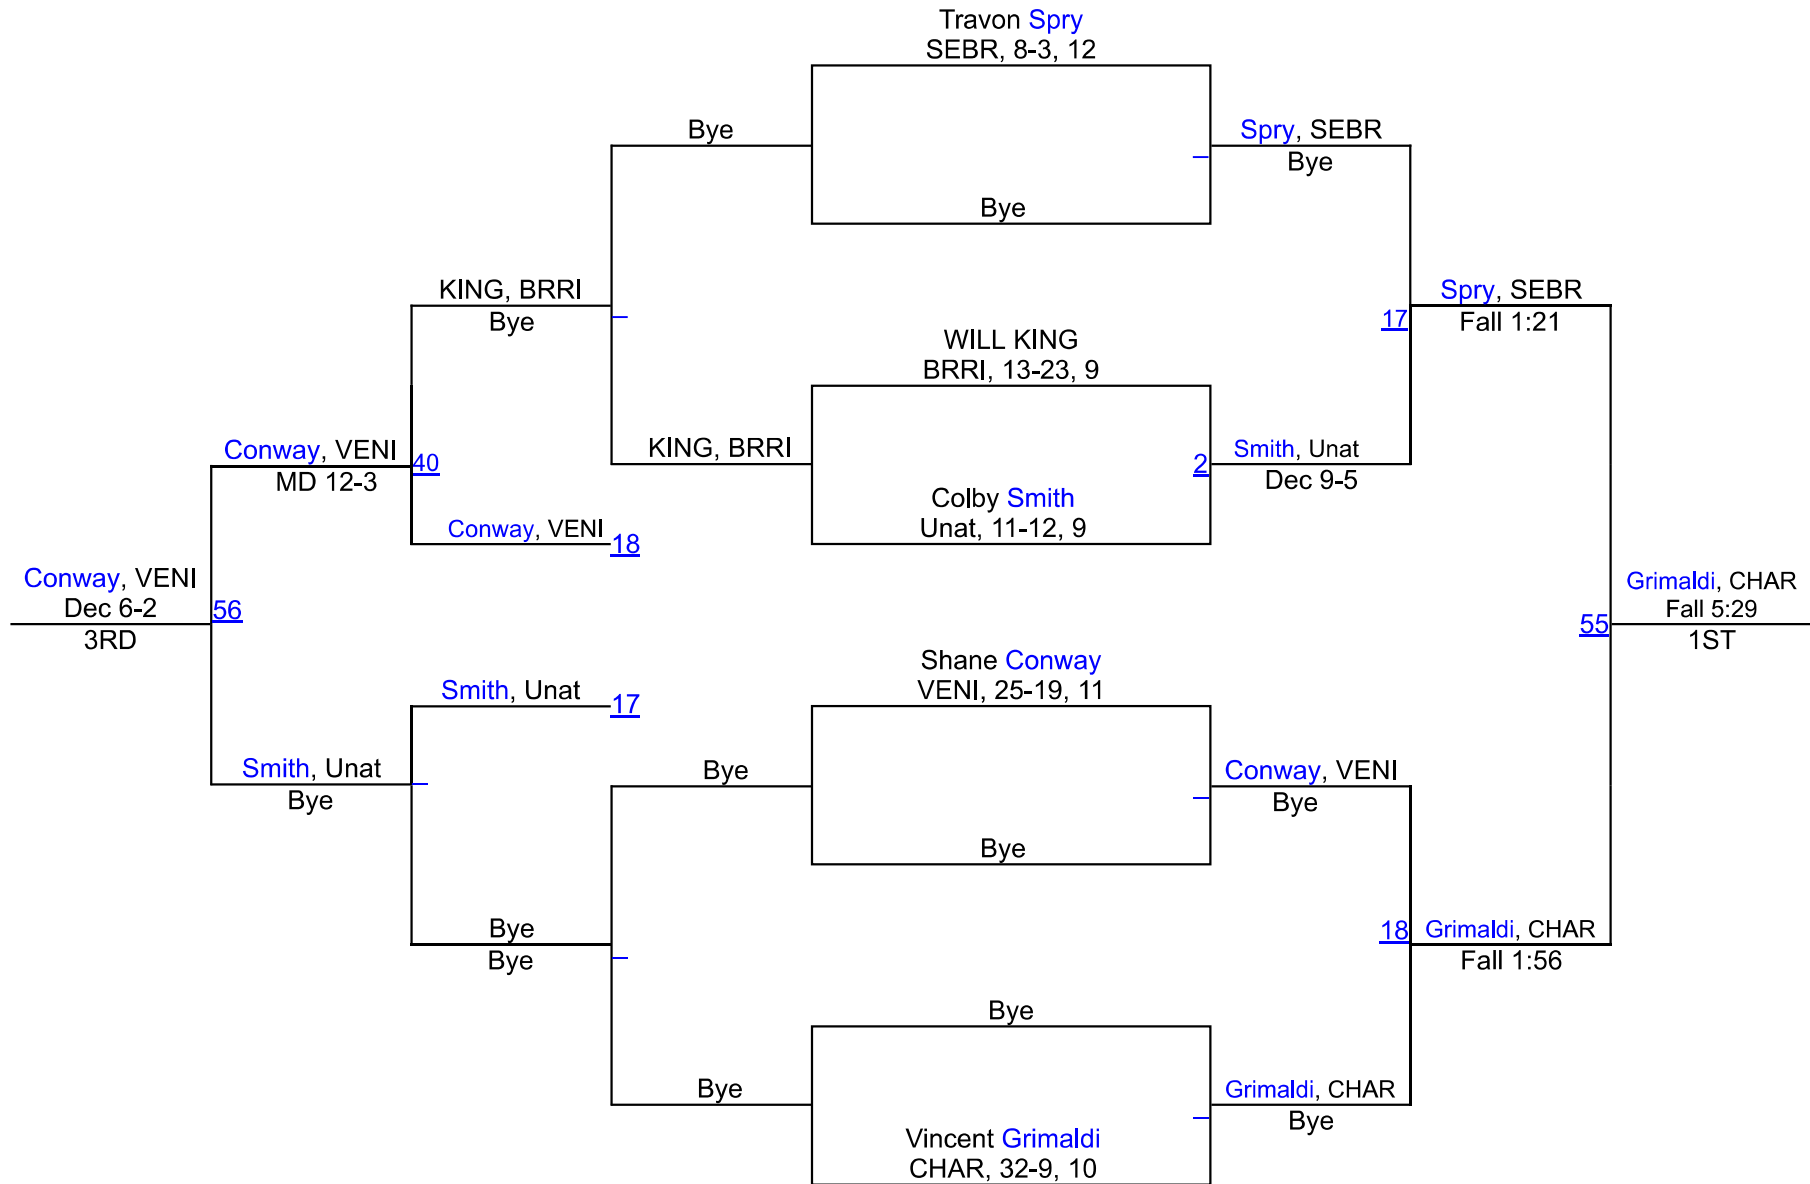 Travon Spry
SEBR, 8-3, 12
Bye
Spry, SEBR
Bye
Bye
KING, BRRI
Bye
Spry, SEBR
17
Fall 1:21
WILL KING
BRRI, 13-23, 9
Conway, VENI
40
MD 12-3
KING, BRRI
2
Smith, Unat
Dec 9-5
Colby Smith
Unat, 11-12, 9
Conway, VENI
18
Conway, VENI
Dec 6-2
56
3RD
Grimaldi, CHAR
Fall 5:29
55
1ST
Shane Conway
VENI, 25-19, 11
Smith, Unat
17
Smith, Unat
Bye
Bye
Conway, VENI
Bye
Bye
Bye
Bye
18
Grimaldi, CHAR
Fall 1:56
Bye
Bye
Grimaldi, CHAR
Bye
Vincent Grimaldi
CHAR, 32-9, 10